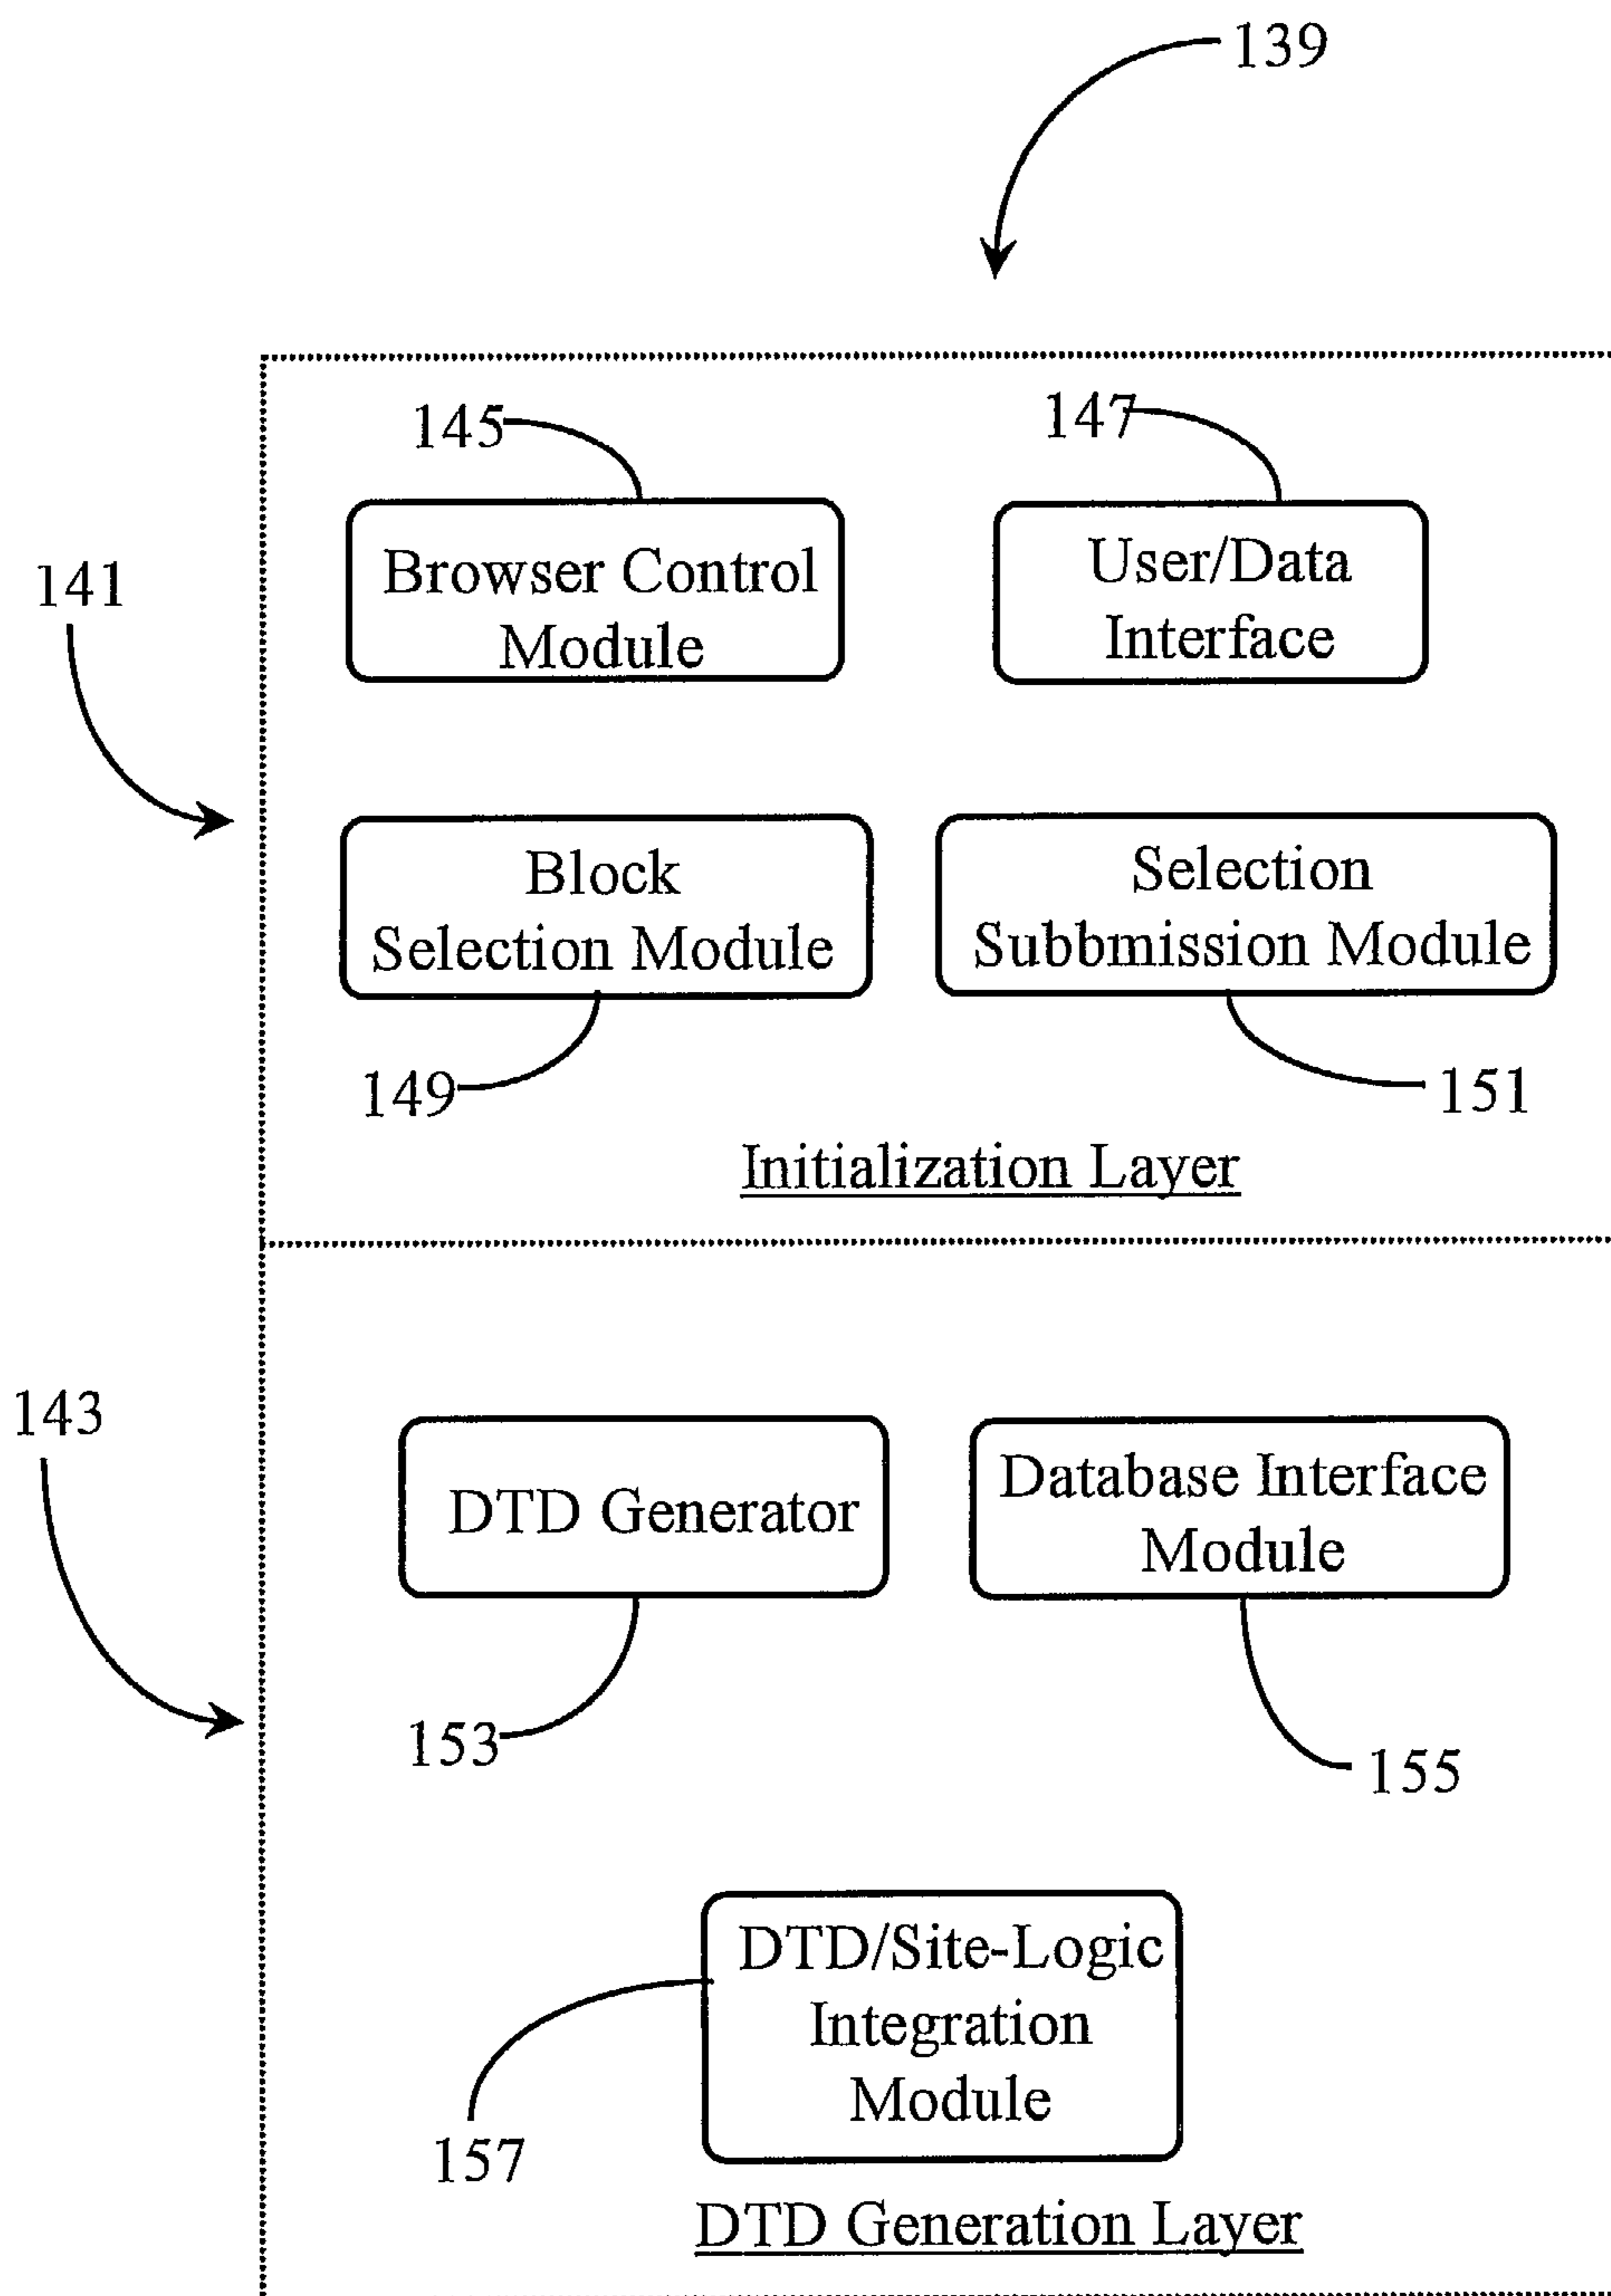 139
145
147
Browser Control
Module
User/Data
Interface
141
Block
Selection Module
Selection
Subbmission Module
149
151
Initialization Layer
143
DTD Generator
Database Interface
Module
153
155
DTD/Site-Logic
Integration
Module
157
DTD Generation Layer